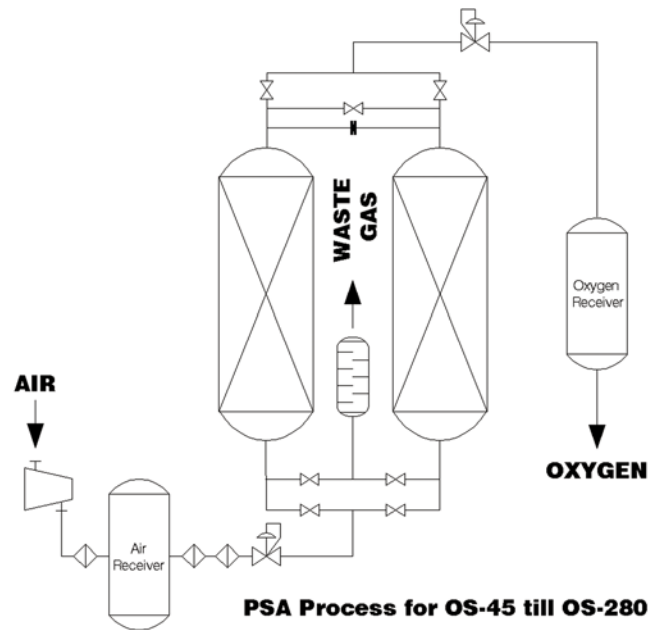 WASTE
GAS
Oxygen
Receiver
AIR
OXYGEN
Air
Receiver
PSA Process for OS-45 till OS-280